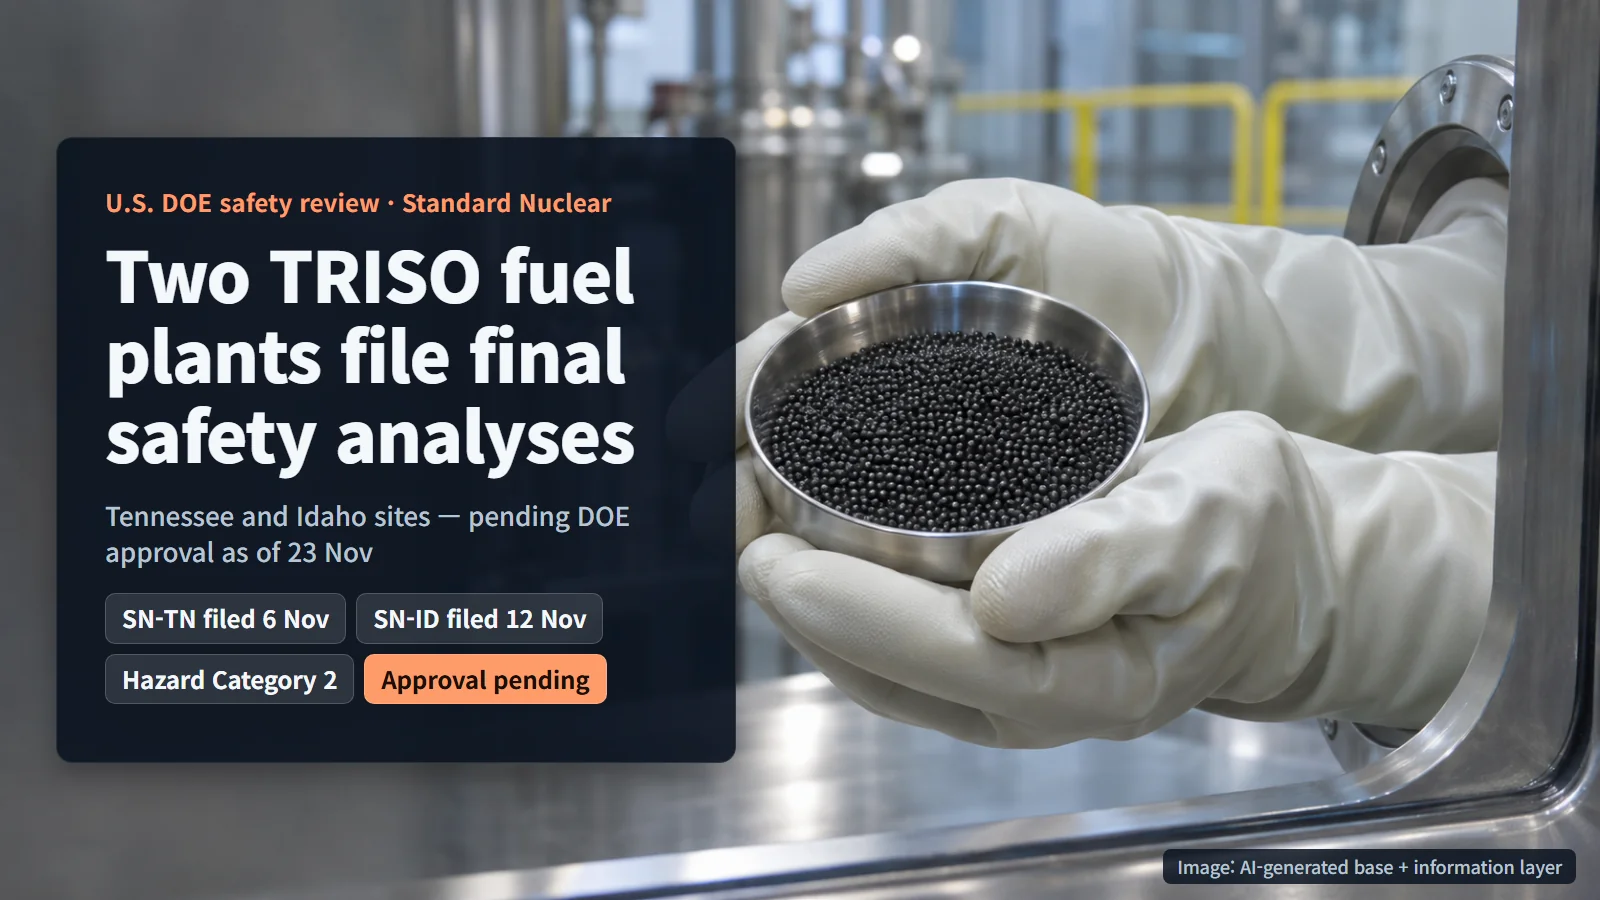 U.S. DOE safety review · Standard Nuclear
Two TRISO fuel
plants file final
safety analyses
Tennessee and Idaho sites — pending DOE
approval as of 23 Nov
SN-TN filed 6 Nov
SN-ID filed 12 Nov
Hazard Category 2
Approval pending
Image: AI-generated base + information layer